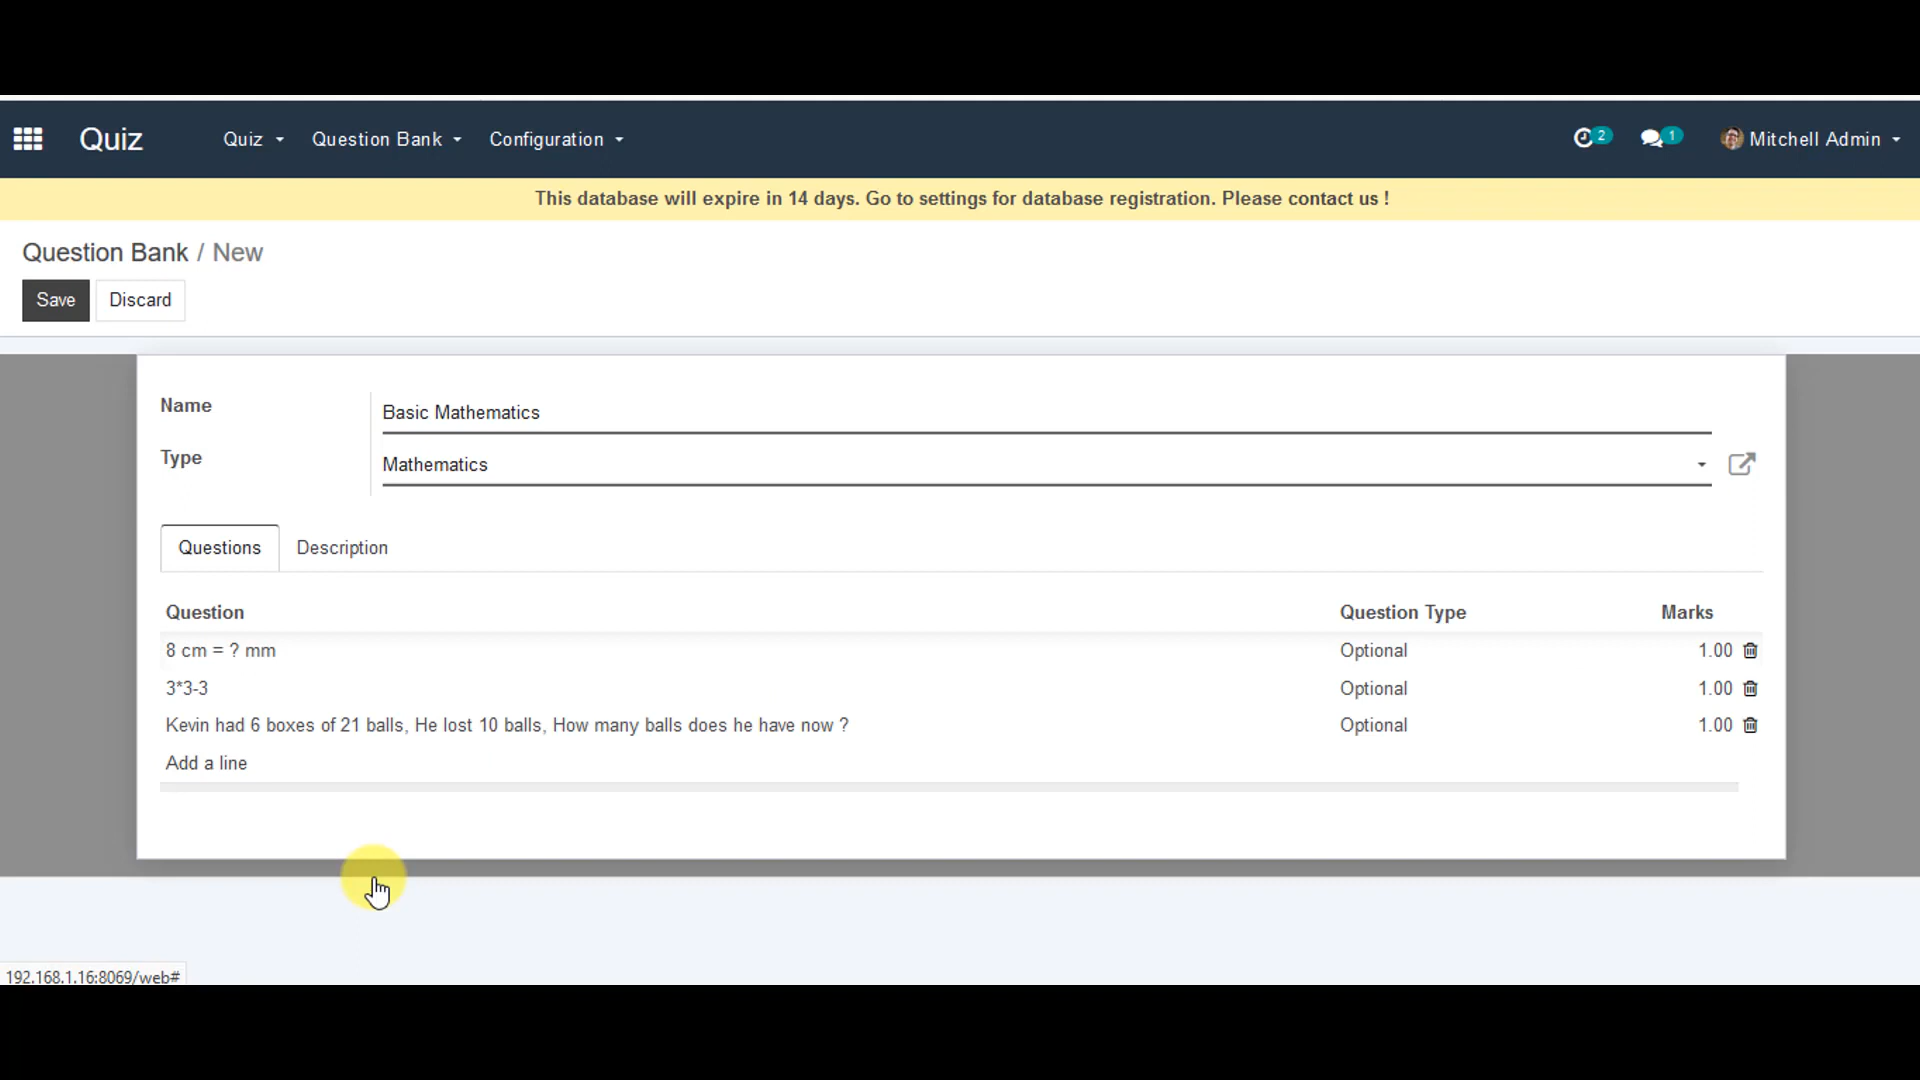 Quiz Quiz Question Bank Configuration 2 1 Mitchell Admin
This database will expire in 14 days. Go to settings for database registration. Please contact us !
Question Bank / New
Save Discard
Name Basic Mathematics
Type Mathematics
Questions Description
Question Question Type Marks
8 cm = ? mm Optional 1.00
3*3-3 Optional 1.00
Kevin had 6 boxes of 21 balls, He lost 10 balls, How many balls does he have now ? Optional 1.00
Add a line
192.168.1.16:8069/web#